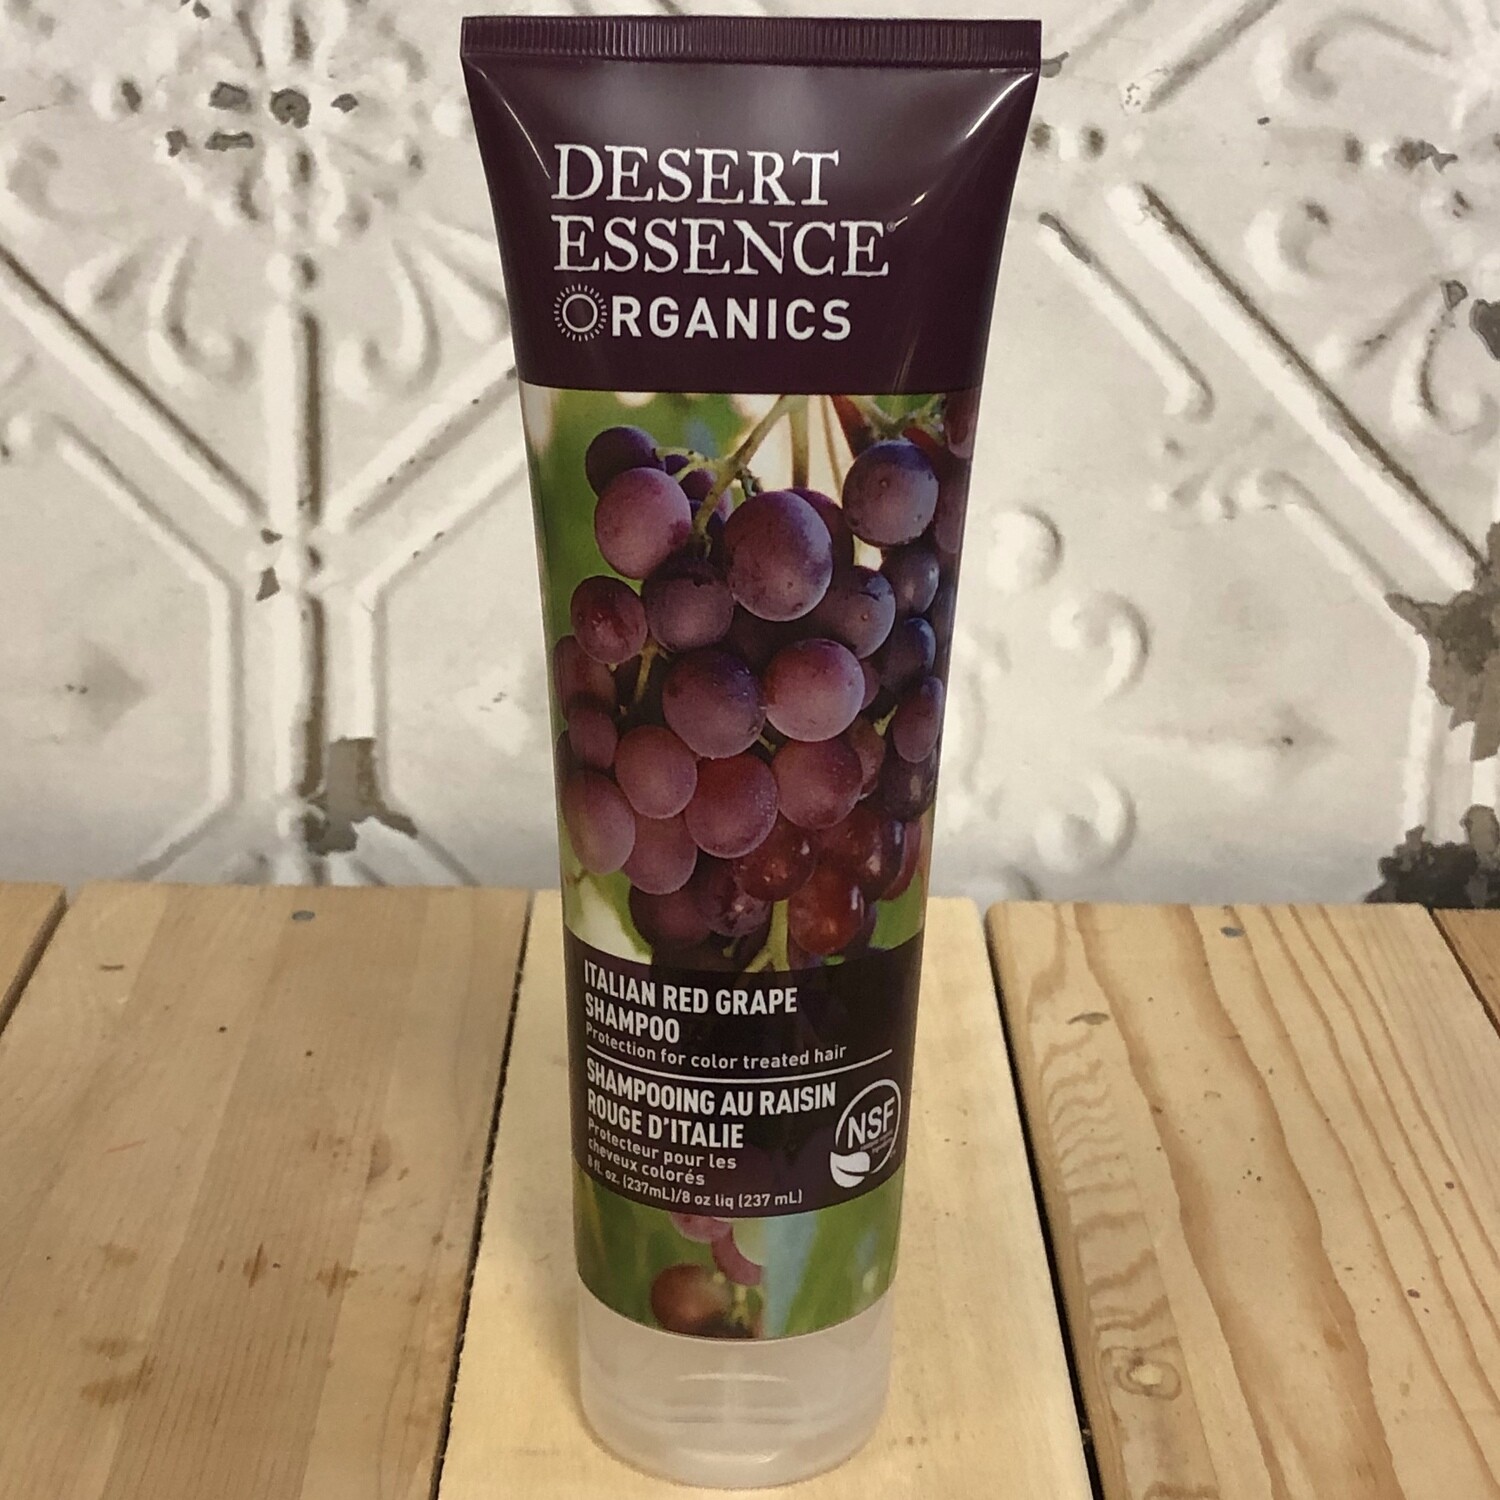 DESERT
ESSENCE®
ORGANICS
ITALIAN RED GRAPE
SHAMPOO
Protection for color treated hair
SHAMPOOING AU RAISIN
ROUGE D'ITALIE
Protecteur pour les
cheveux colorés
8 fl. oz. (237mL)/8 oz liq (237 mL)
NSF